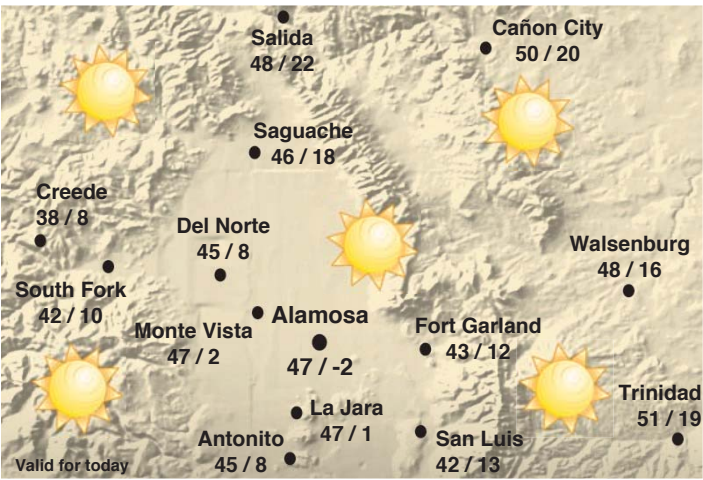 Salida
48 / 22
Cañon City
50 / 20
Saguache
46 / 18
Creede
38 / 8
Del Norte
45 / 8
Walsenburg
48 / 16
South Fork
42 / 10
Monte Vista
47 / 2
Alamosa
47 / -2
Fort Garland
43 / 12
La Jara
47 / 1
Trinidad
51 / 19
Antonito
45 / 8
San Luis
42 / 13
Valid for today